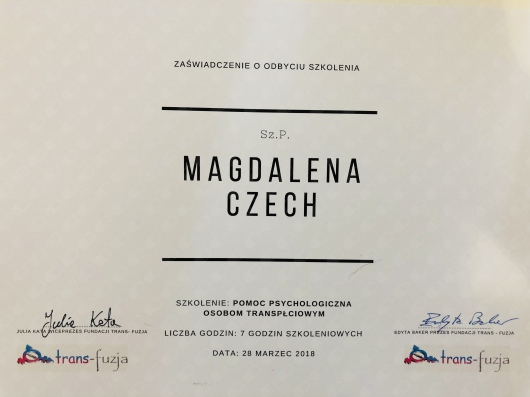 ZAŚWIADCZENIE O ODBYCIU SZKOLENIA
Sz.P.
MAGDALENA
CZECH
SZKOLENIE: POMOC PSYCHOLOGICZNA
OSOBOM TRANSPŁCIOWYM
LICZBA GODZIN: 7 GODZIN SZKOLENIOWYCH
DATA: 28 MARZEC 2018
Julia Kata
JULIA KATA WICEPREZES FUNDACJI TRANS- FUZJA
trans-fuzja
Edyta Baker
EDYTA BAKER PREZES FUNDACJI TRANS - FUZJA
trans-fuzja